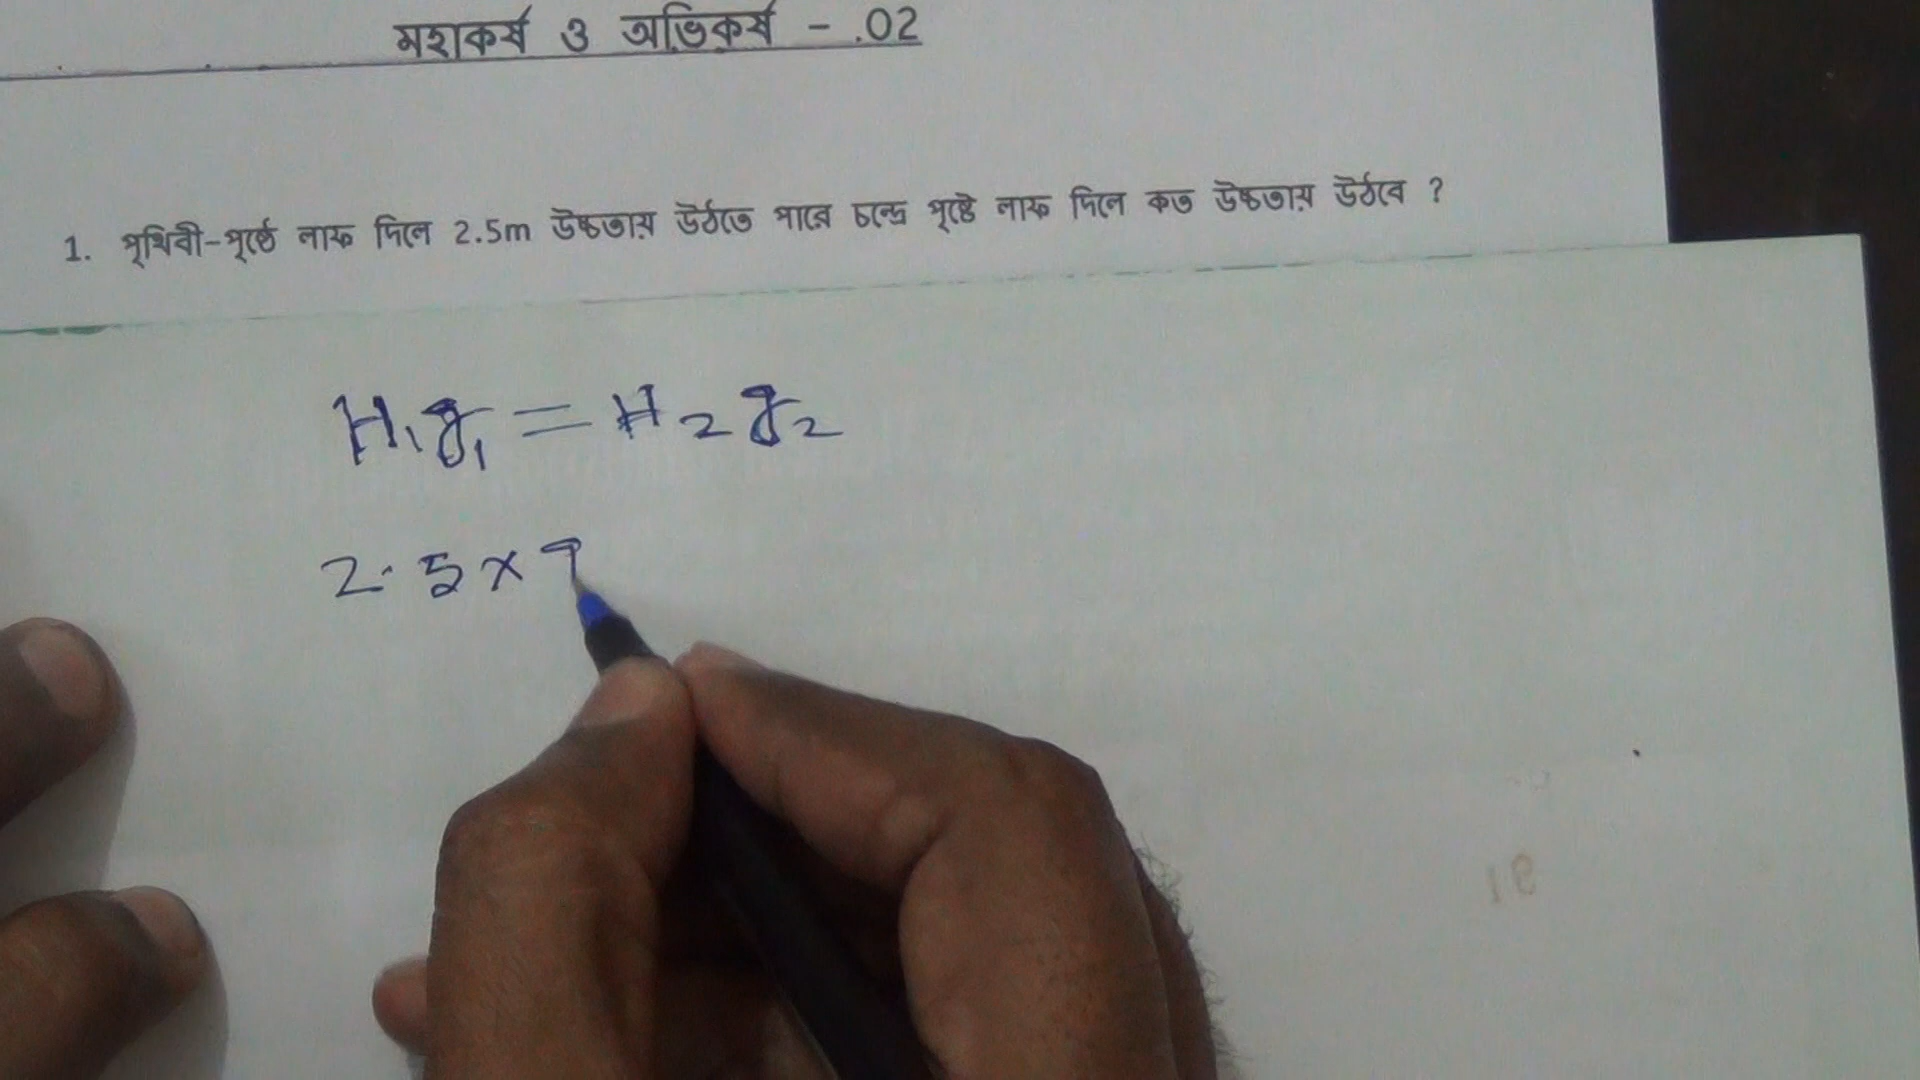 মহাকর্ষ ও অভিকর্ষ - .02
1. পৃথিবী-পৃষ্ঠে লাফ দিলে 2.5m উচ্চতায় উঠতে পারে চন্দ্রে পৃষ্টে লাফ দিলে কত উচ্চতায় উঠবে ?
H₁g₁ = H₂g₂
2.5 × 9